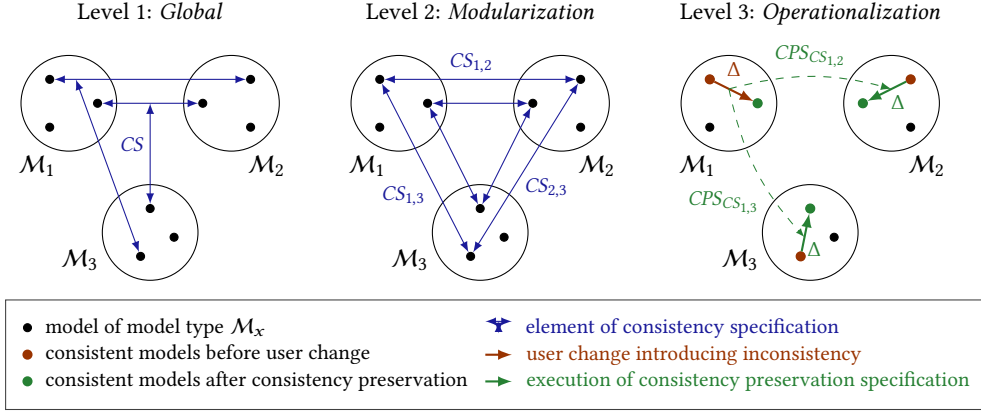 Level 1: Global
Level 2: Modularization
Level 3: Operationalization
CS
M1
M2
M3
CS1,2
CS1,3
CS2,3
M1
M2
M3
Δ
CPSCS1,2
Δ
M1
M2
CPSCS1,3
Δ
M3
model of model type Mx
consistent models before user change
consistent models after consistency preservation
element of consistency specification
user change introducing inconsistency
execution of consistency preservation specification